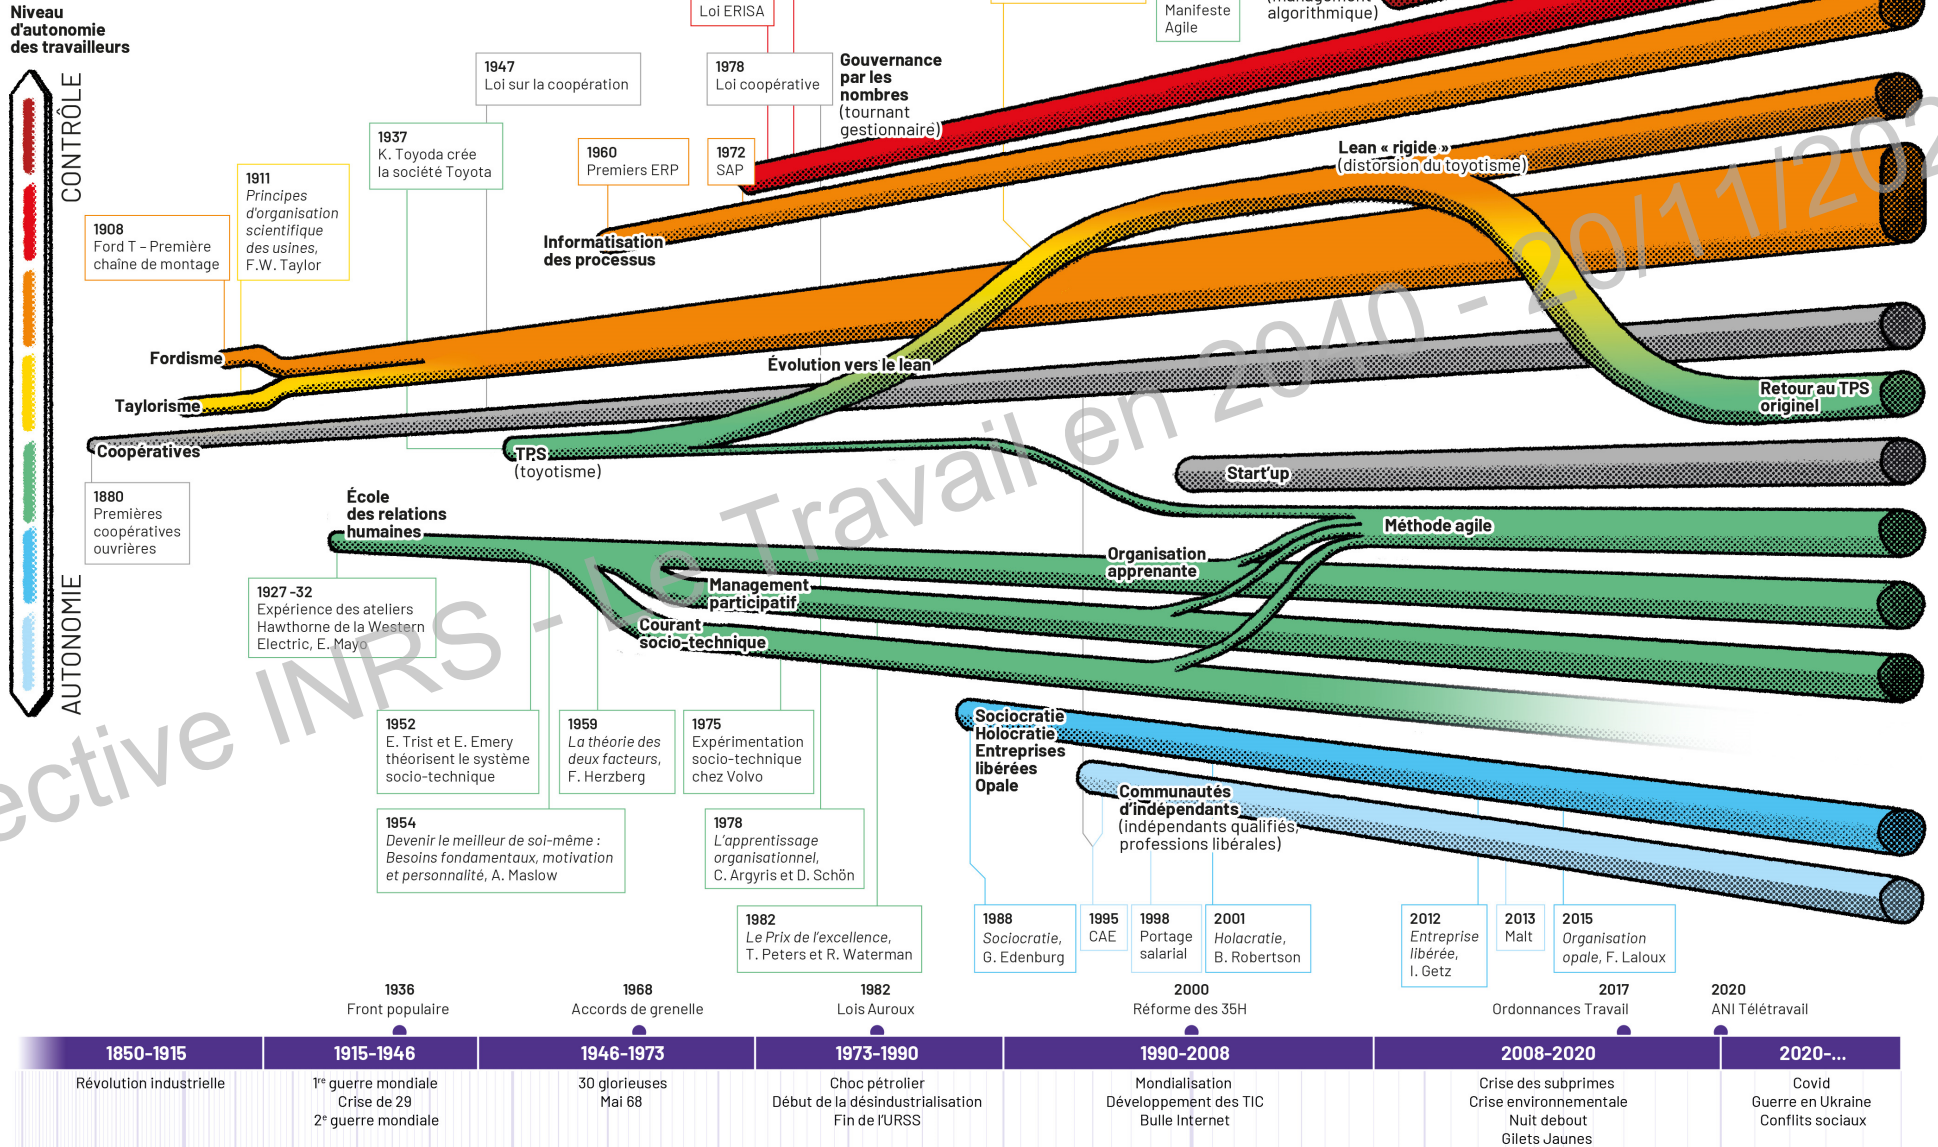 Niveau
d'autonomie
des travailleurs
CONTRÔLE
AUTONOMIE
Loi ERISA
Manifeste
Agile
algorithmique)
1947
Loi sur la coopération
1978
Loi coopérative
Gouvernance
par les
nombres
(tournant
gestionnaire)
1937
K. Toyoda crée
la société Toyota
1960
Premiers ERP
1972
SAP
Lean « rigide »
(distorsion du toyotisme)
1911
Principes
d'organisation
scientifique
des usines,
F.W. Taylor
1908
Ford T – Première
chaîne de montage
Informatisation
des processus
Fordisme
Taylorisme
Évolution vers le lean
Retour au TPS
originel
Coopératives
TPS
(toyotisme)
Start'up
1880
Premières
coopératives
ouvrières
École
des relations
humaines
Méthode agile
Organisation
apprenante
Management
participatif
Courant
socio-technique
1927 -32
Expérience des ateliers
Hawthorne de la Western
Electric, E. Mayo
1952
E. Trist et E. Emery
théorisent le système
socio-technique
1959
La théorie des
deux facteurs,
F. Herzberg
1975
Expérimentation
socio-technique
chez Volvo
Sociocratie
Holocratie
Entreprises
libérées
Opale
Communautés
d'indépendants
(indépendants qualifiés,
professions libérales)
1954
Devenir le meilleur de soi-même :
Besoins fondamentaux, motivation
et personnalité, A. Maslow
1978
L'apprentissage
organisationnel,
C. Argyris et D. Schön
1982
Le Prix de l'excellence,
T. Peters et R. Waterman
1988
Sociocratie,
G. Edenburg
1995
CAE
1998
Portage
salarial
2001
Holacratie,
B. Robertson
2012
Entreprise
libérée,
I. Getz
2013
Malt
2015
Organisation
opale, F. Laloux
ective INRS - Le Travail en 2040 - 20/11/202
1936
Front populaire
1968
Accords de grenelle
1982
Lois Auroux
2000
Réforme des 35H
2017
Ordonnances Travail
2020
ANI Télétravail
1850-1915
1915-1946
1946-1973
1973-1990
1990-2008
2008-2020
2020-...
Révolution industrielle
1re guerre mondiale
Crise de 29
2e guerre mondiale
30 glorieuses
Mai 68
Choc pétrolier
Début de la désindustrialisation
Fin de l'URSS
Mondialisation
Développement des TIC
Bulle Internet
Crise des subprimes
Crise environnementale
Nuit debout
Gilets Jaunes
Covid
Guerre en Ukraine
Conflits sociaux